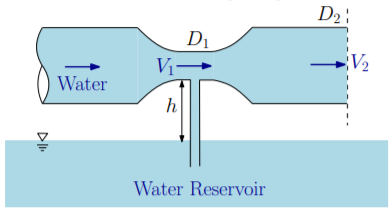 D₂
D₁
V₁
V₂
Water
h
Water Reservoir